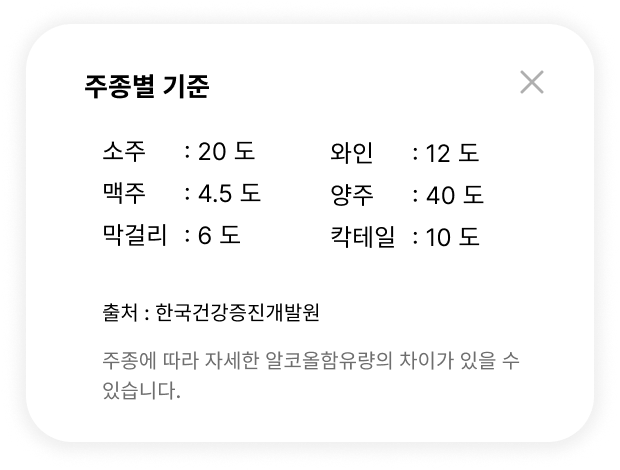 주종별 기준
소주 : 20 도 와인 : 12 도
맥주 : 4.5 도 양주 : 40 도
막걸리 : 6 도 칵테일 : 10 도
출처 : 한국건강증진개발원
주종에 따라 자세한 알코올함유량의 차이가 있을 수
있습니다.